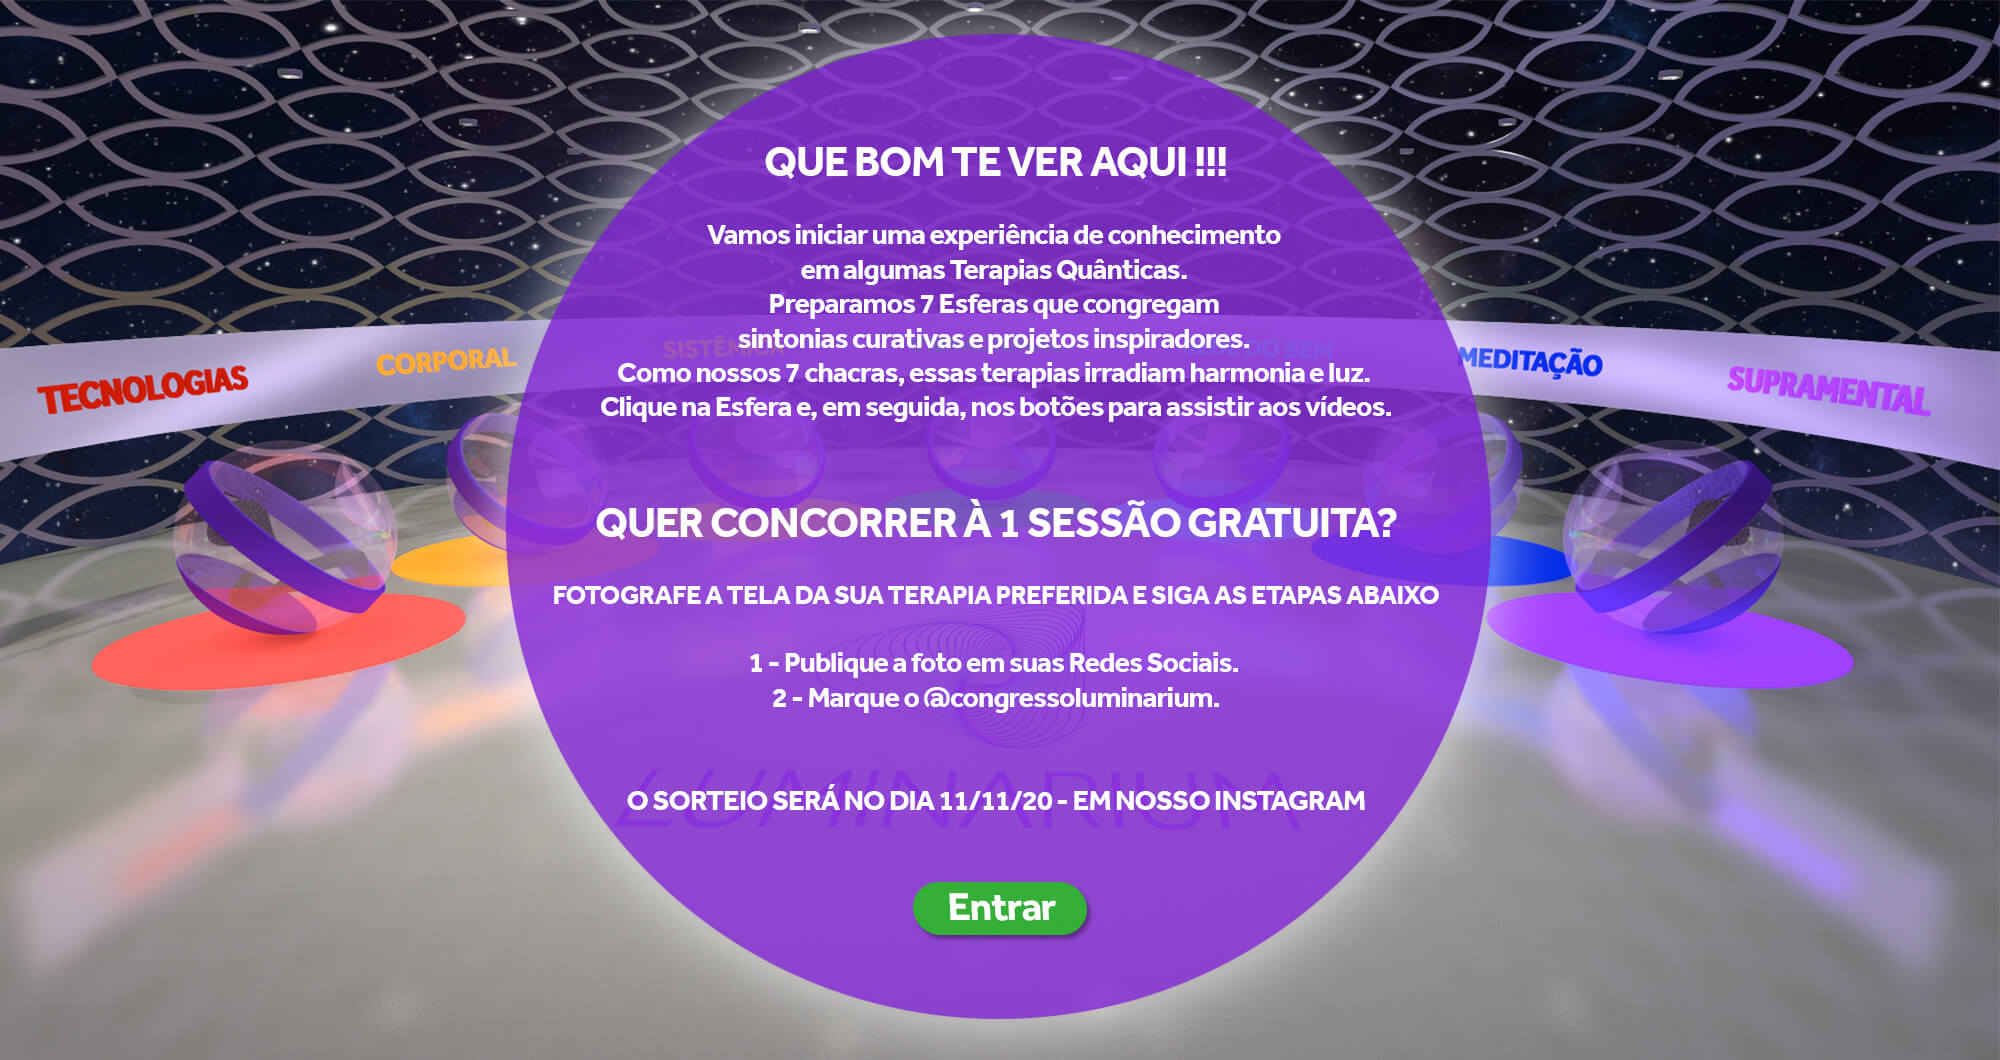 QUE BOM TE VER AQUI !!!
Vamos iniciar uma experiência de conhecimento
em algumas Terapias Quânticas.
Preparamos 7 Esferas que congregam
sintonias curativas e projetos inspiradores.
Como nossos 7 chacras, essas terapias irradiam harmonia e luz.
Clique na Esfera e, em seguida, nos botões para assistir aos vídeos.
TECNOLOGIAS
CORPORAL
SISTÊMICA
REDE DO BEM
MEDITAÇÃO
SUPRAMENTAL
QUER CONCORRER À 1 SESSÃO GRATUITA?
FOTOGRAFE A TELA DA SUA TERAPIA PREFERIDA E SIGA AS ETAPAS ABAIXO
1 - Publique a foto em suas Redes Sociais.
2 - Marque o @congressoluminarium.
LUMINARIUM
O SORTEIO SERÁ NO DIA 11/11/20 - EM NOSSO INSTAGRAM
Entrar